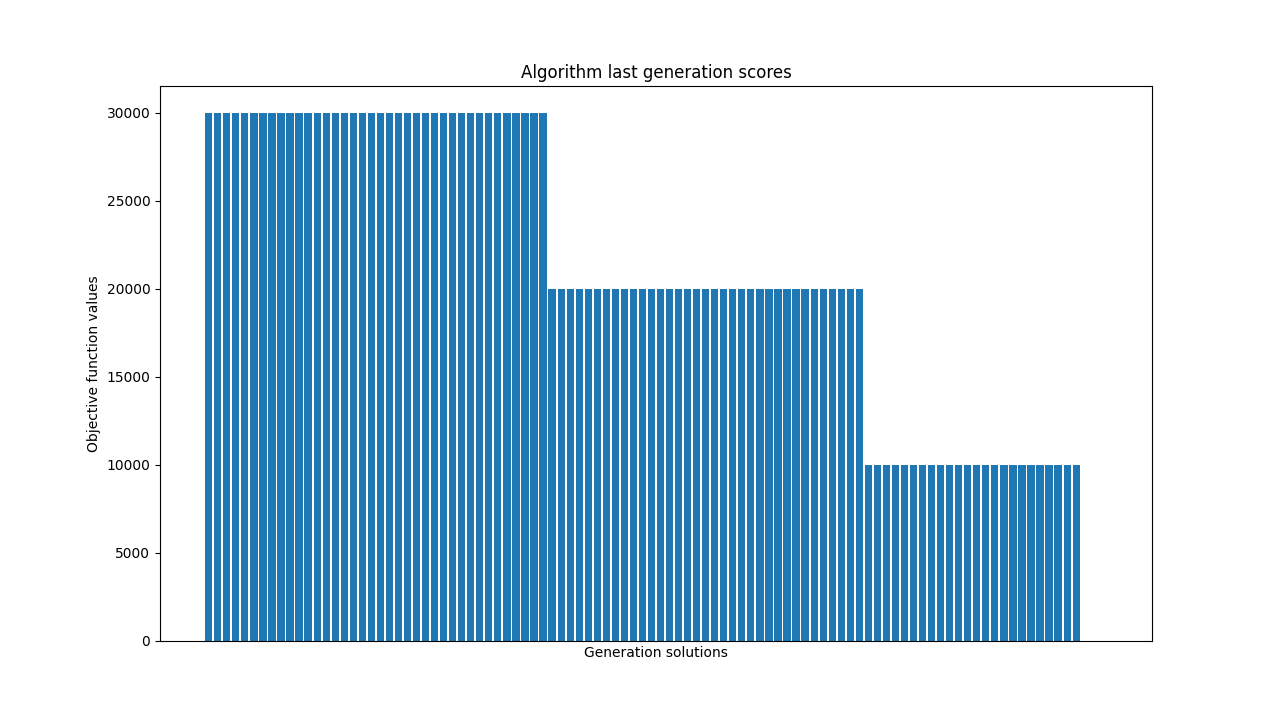 Algorithm last generation scores
30000
25000
20000
15000
10000
5000
0
Objective function values
Generation solutions